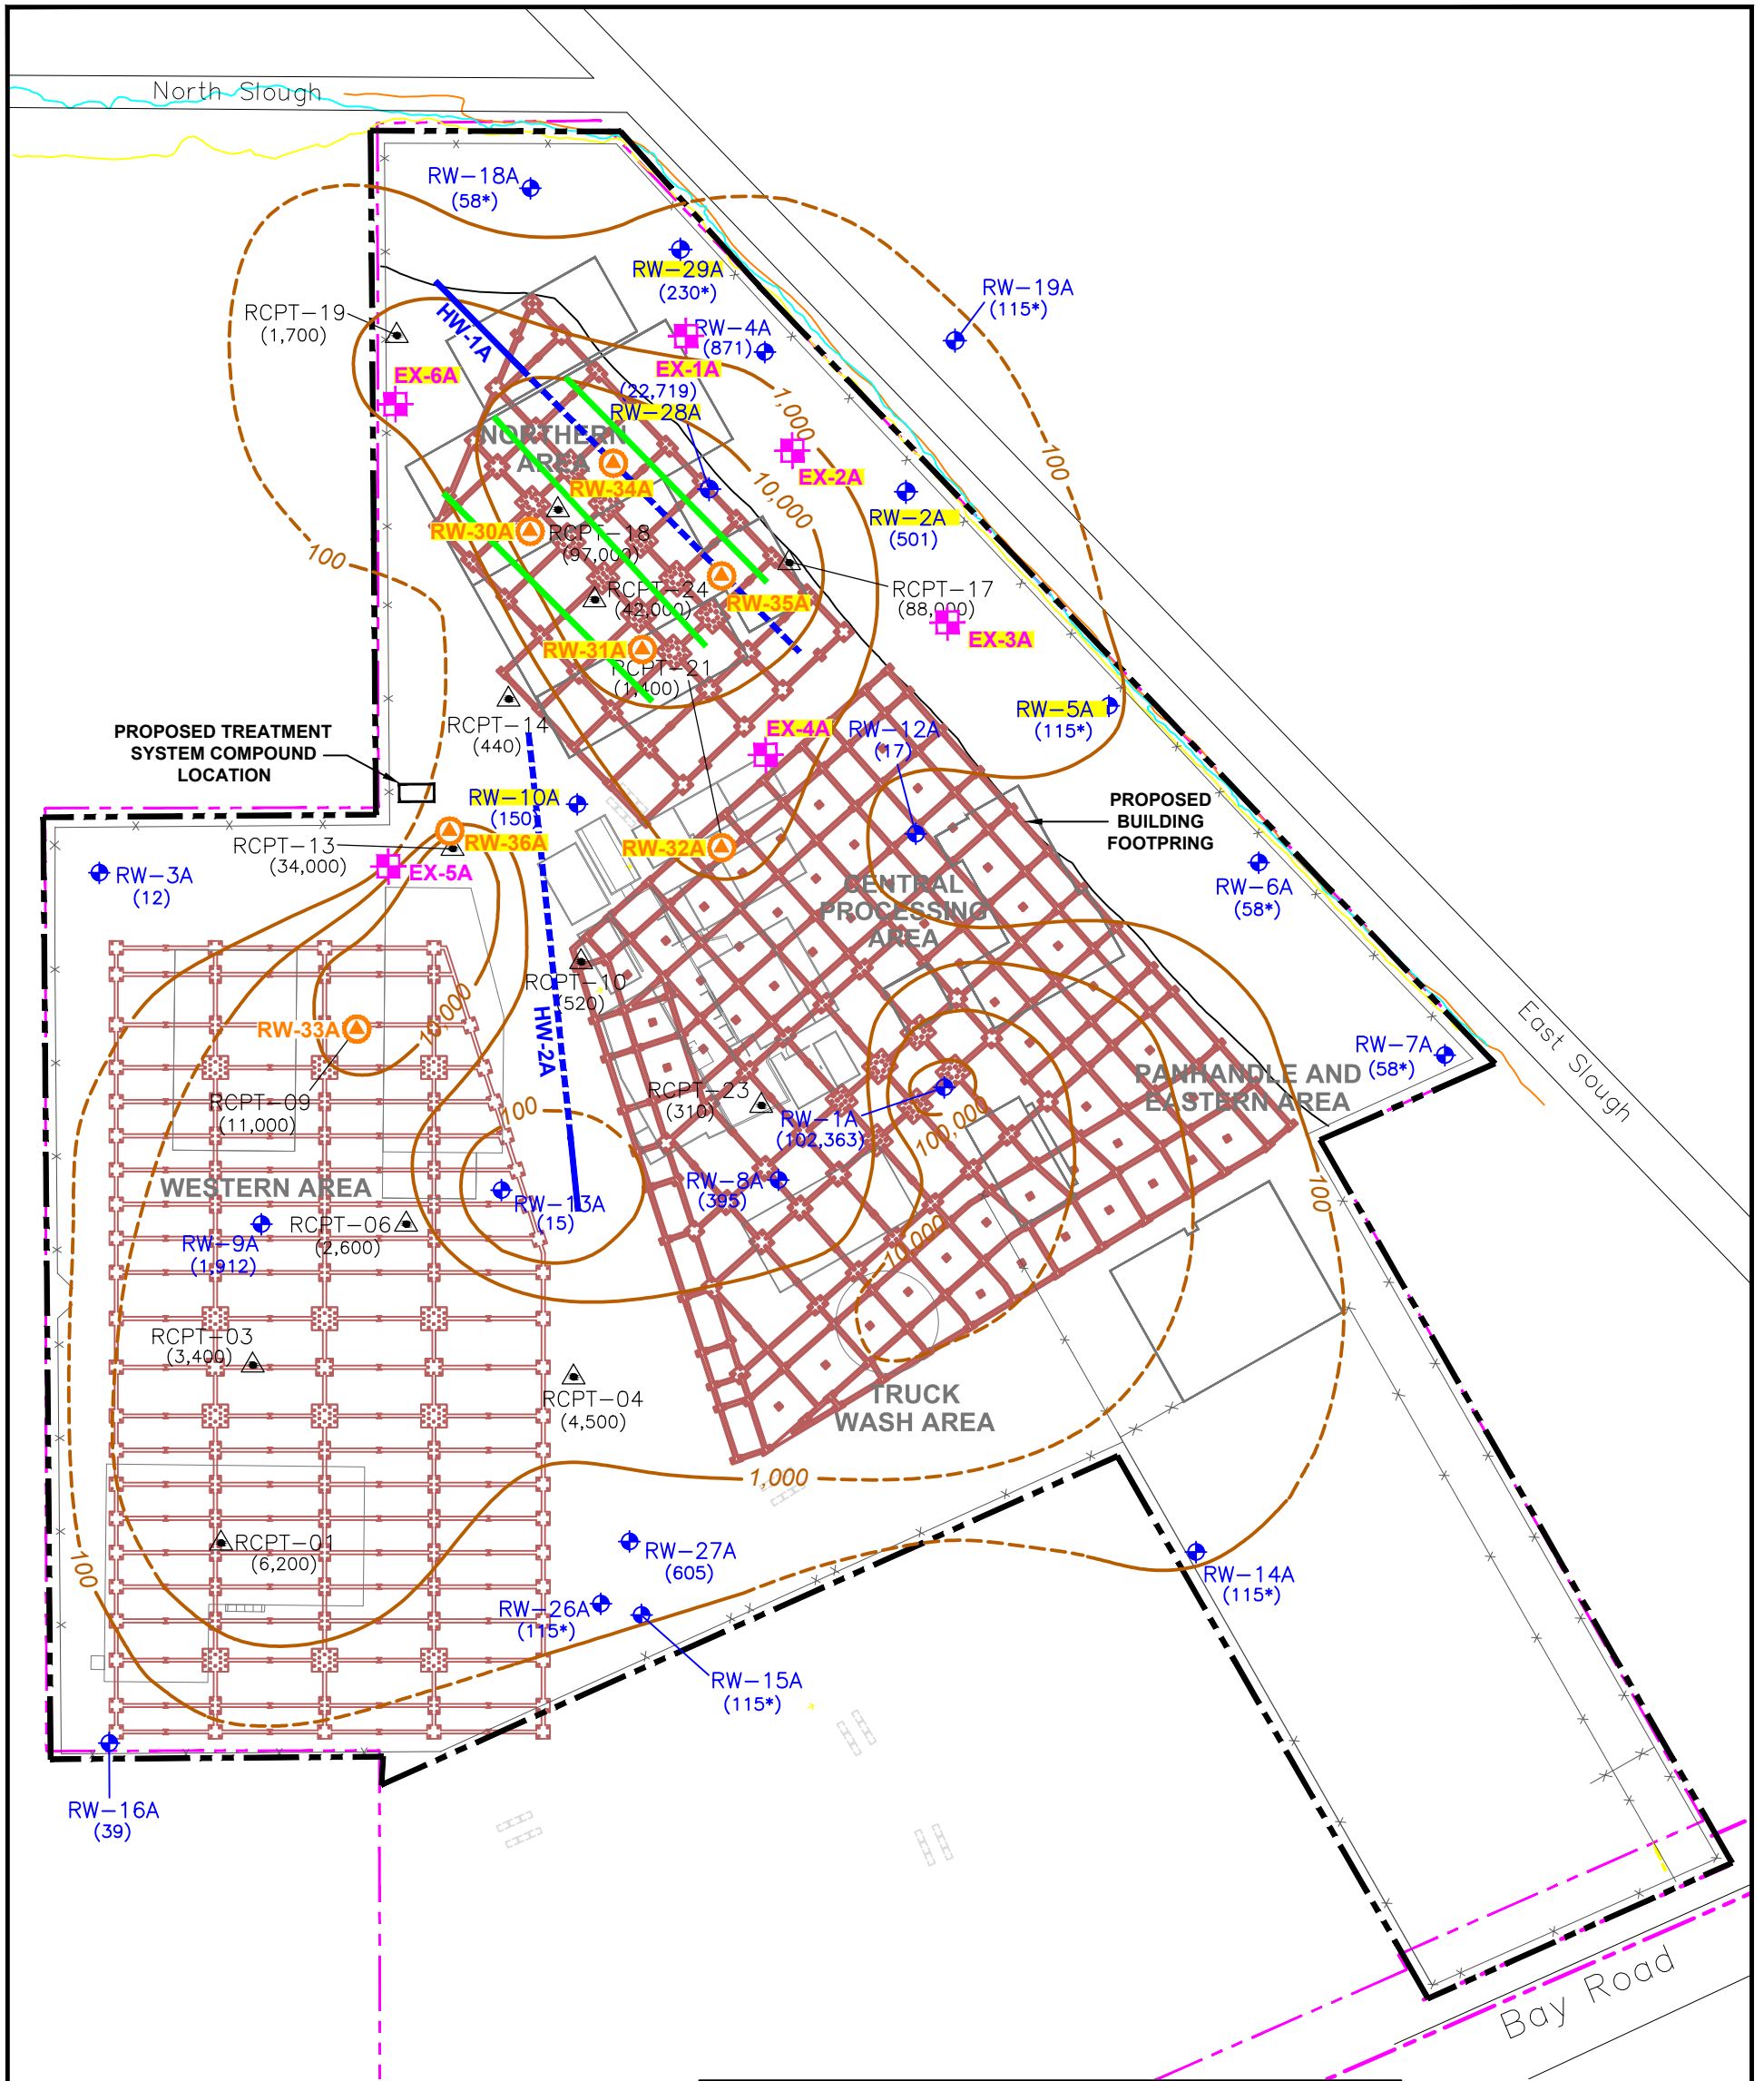 North Slough
RW-18A
(58*)
RW-29A
(230*)
RW-19A
(115*)
RCPT-19
(1,700)
HW-1A
RW-4A
(871)
EX-1A
EX-6A
(22,719)
RW-28A
1,000
NORTHERN
AREA
100
EX-2A
10,000
RW-34A
RW-2A
(501)
RW-30A
RCPT-18
(97,000)
100
RCPT-24
(42,000)
RW-35A
RCPT-17
(88,000)
EX-3A
RW-31A
RCPT-21
(1,400)
RCPT-14
(440)
EX-4A
RW-12A
(17)
RW-5A
(115*)
PROPOSED TREATMENT
SYSTEM COMPOUND
LOCATION
RW-10A
(150)
PROPOSED
BUILDING
FOOTPRING
RCPT-13
(34,000)
RW-36A
RW-32A
EX-5A
RW-3A
(12)
CENTRAL
PROCESSING
AREA
RW-6A
(58*)
RCPT-10
(520)
10,000
RW-33A
HW-2A
East Slough
RW-7A
(58*)
PANHANDLE AND
EASTERN AREA
RCPT-09
(11,000)
100
RCPT-23
(310)
RW-1A
(102,363)
100,000
WESTERN AREA
RW-8A
(395)
RW-13A
(15)
100
RW-9A
(1,912)
RCPT-06
(2,600)
10,000
RCPT-03
(3,400)
RCPT-04
(4,500)
TRUCK
WASH AREA
1,000
RCPT-01
(6,200)
100
RW-27A
(605)
RW-14A
(115*)
RW-26A
(115*)
RW-15A
(115*)
RW-16A
(39)
Bay Road